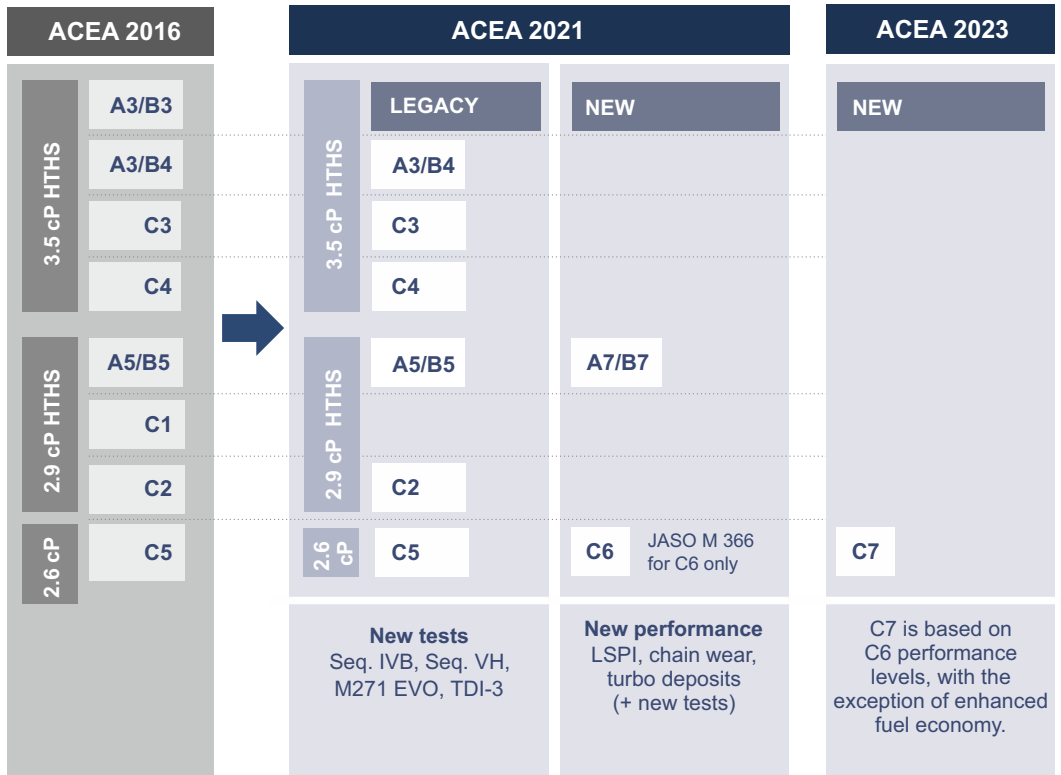 ACEA 2016
3.5 cP HTHS
A3/B3
A3/B4
C3
C4
2.9 cP HTHS
A5/B5
C1
C2
2.6 cP
C5
ACEA 2021
3.5 cP HTHS
LEGACY
A3/B4
C3
C4
2.9 cP HTHS
A5/B5
C2
2.6
cP
C5
New tests
Seq. IVB, Seq. VH,
M271 EVO, TDI-3
NEW
A7/B7
C6
JASO M 366
for C6 only
New performance
LSPI, chain wear,
turbo deposits
(+ new tests)
ACEA 2023
NEW
C7
C7 is based on
C6 performance
levels, with the
exception of enhanced
fuel economy.